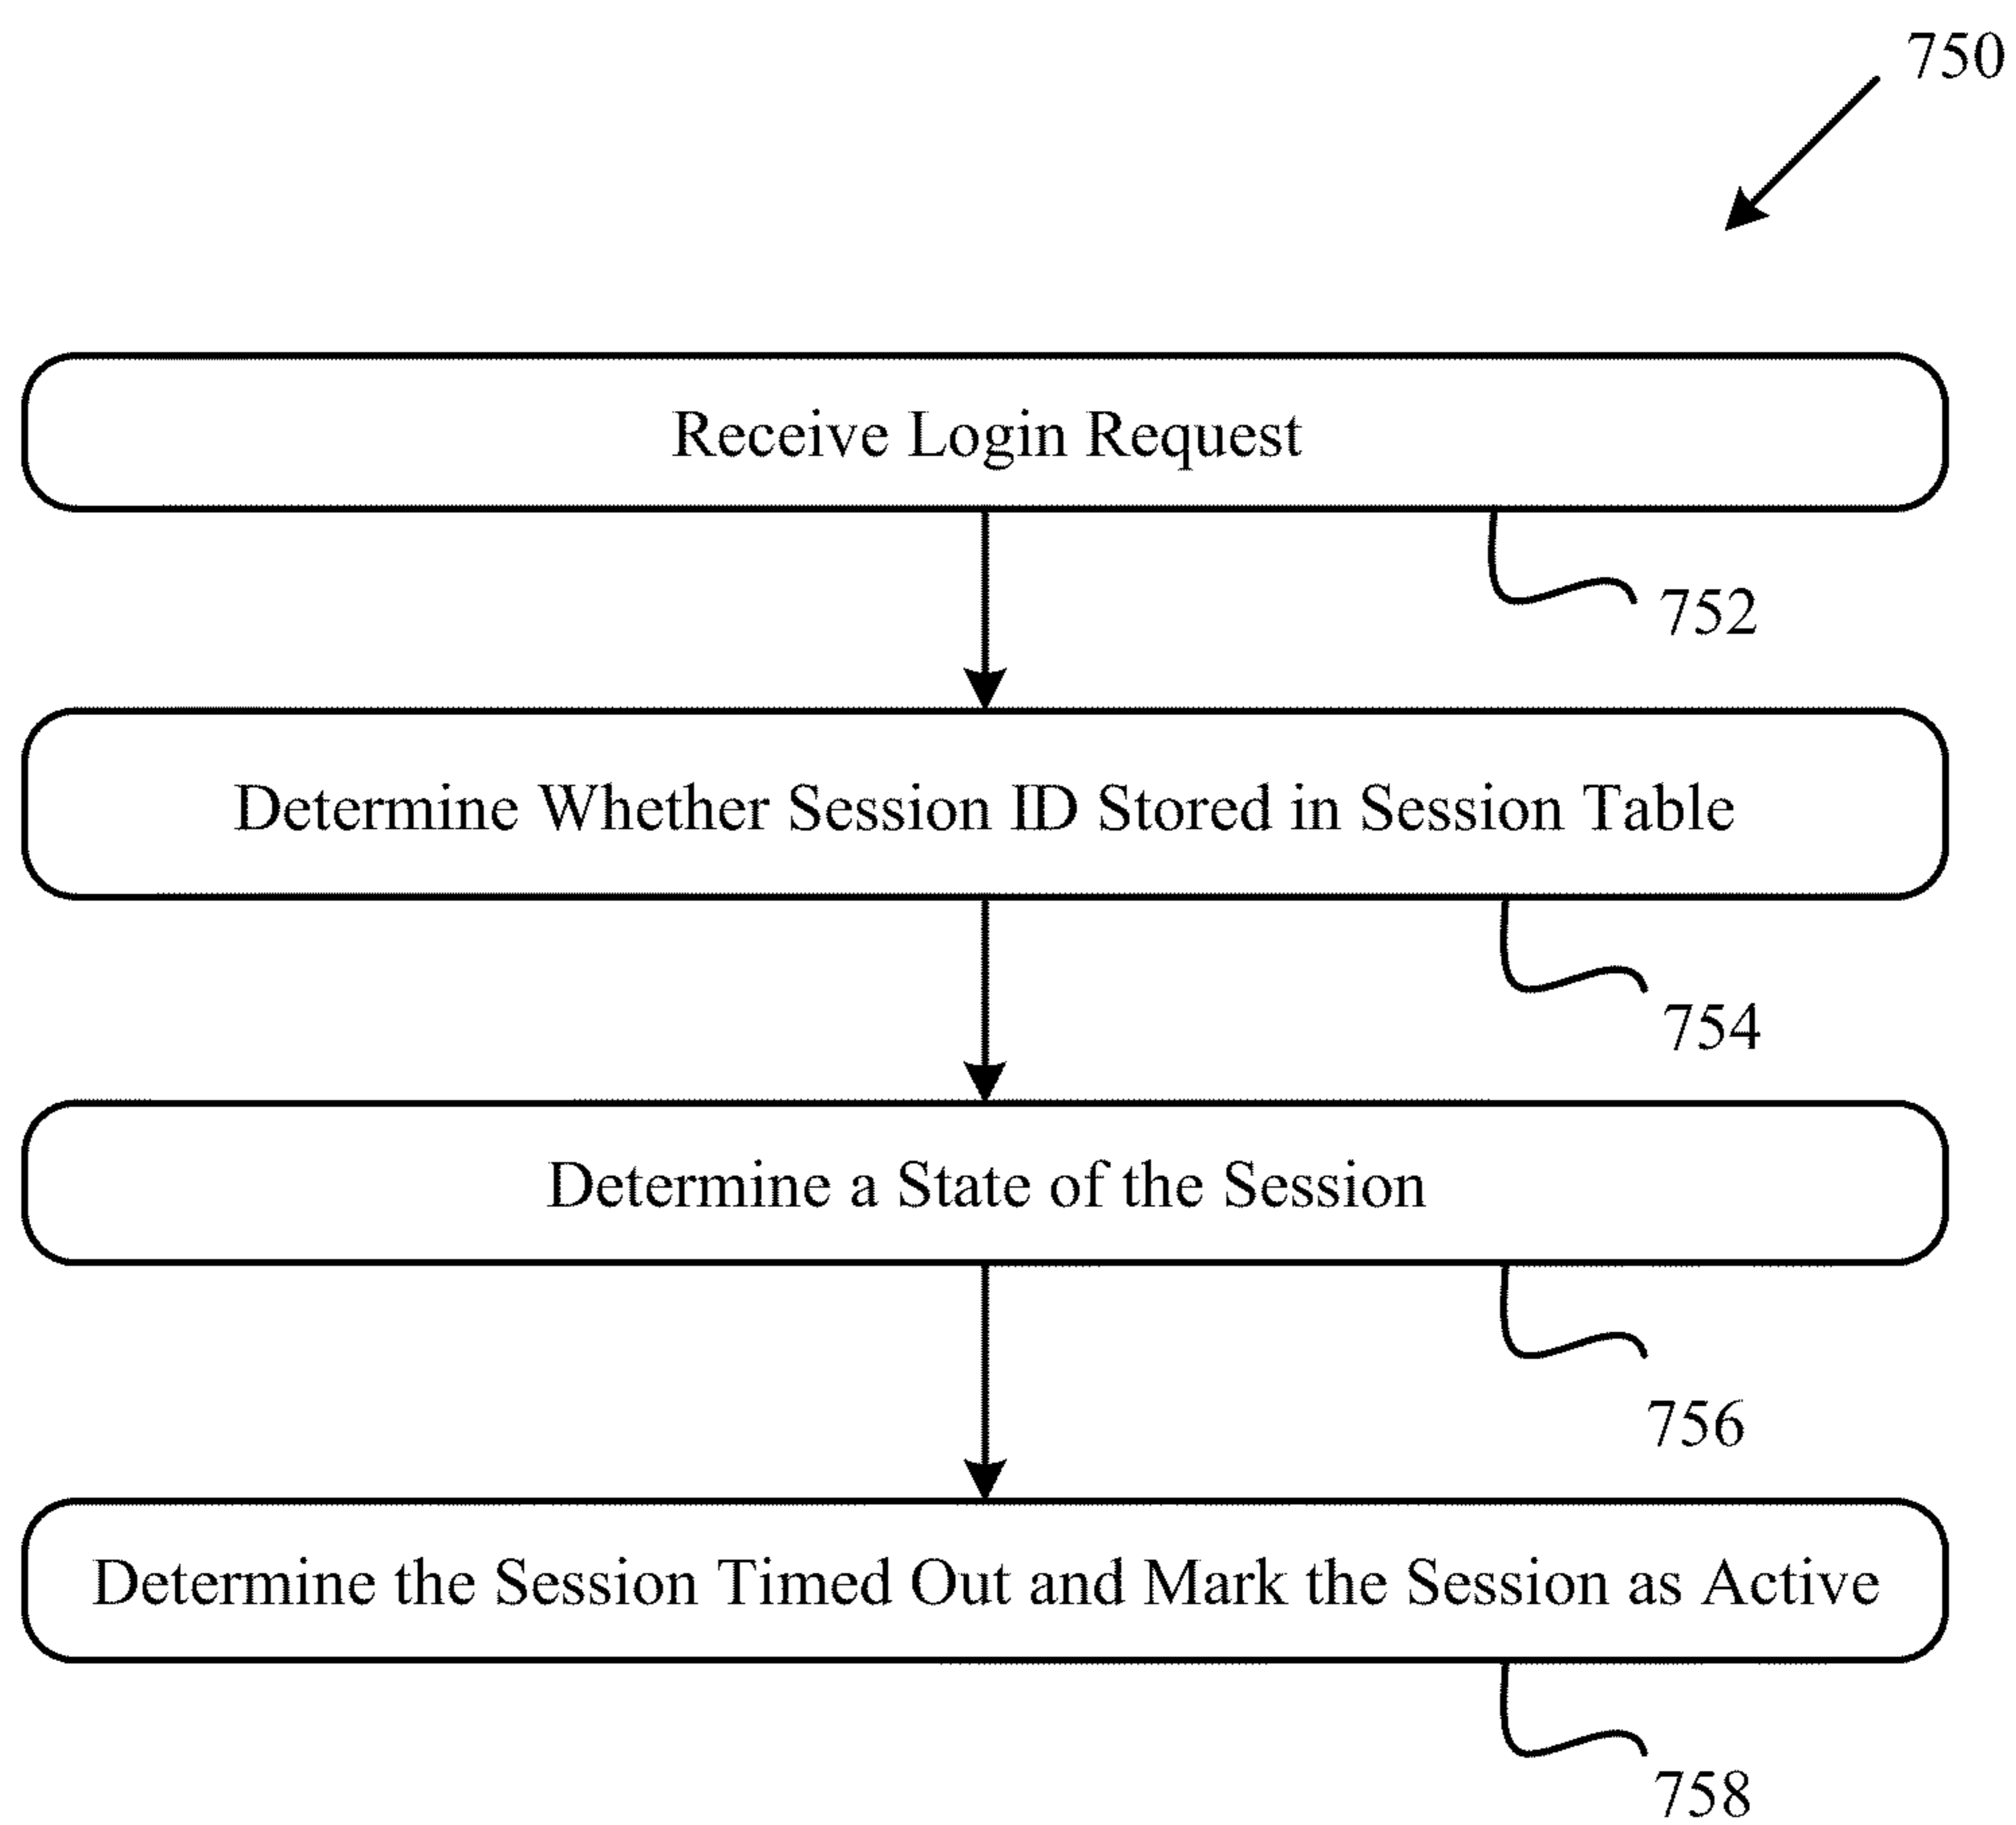 750
Receive Login Request
752
Determine Whether Session ID Stored in Session Table
754
Determine a State of the Session
756
Determine the Session Timed Out and Mark the Session as Active
758